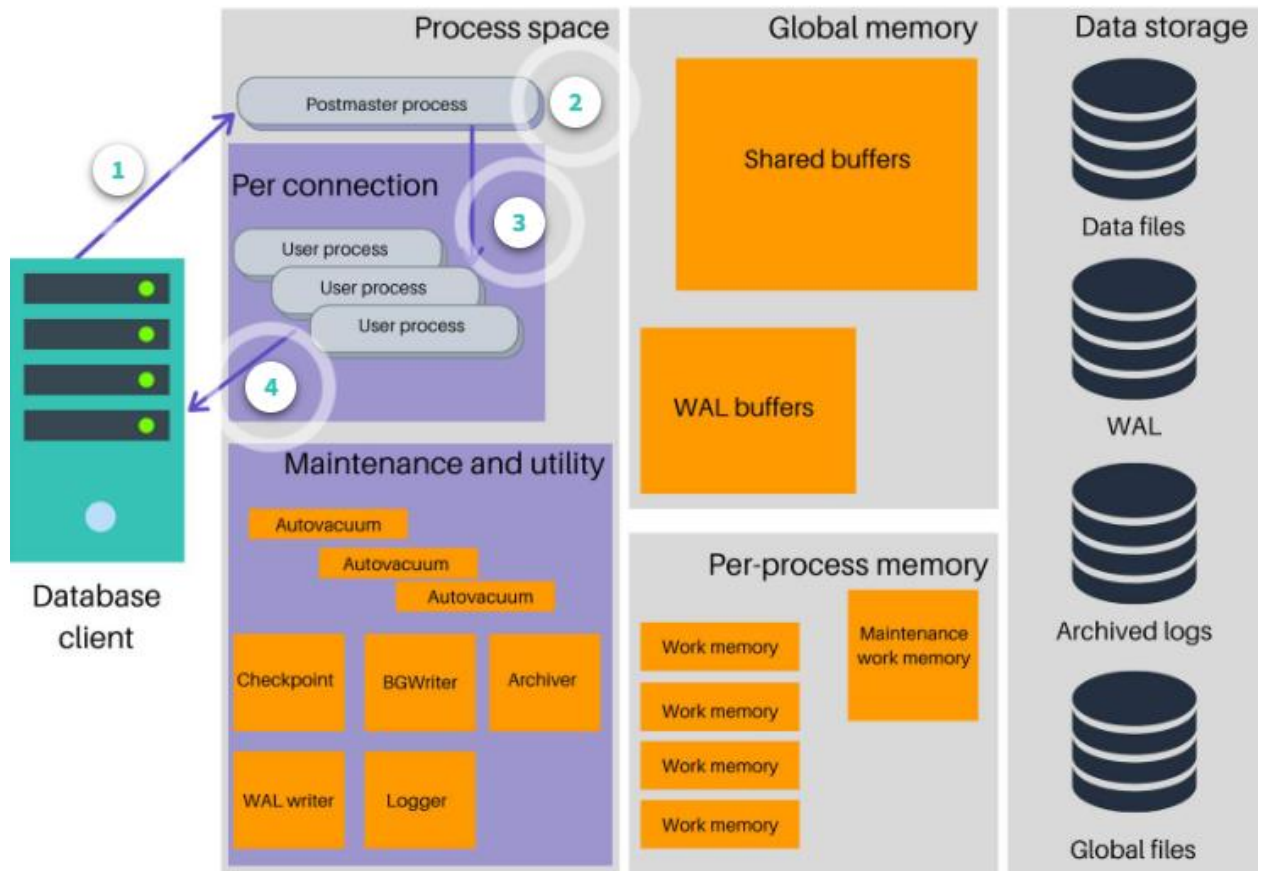 Process space
Postmaster process
2
1
Per connection
3
User process
User process
User process
4
Database
client
Maintenance and utility
Autovacuum
Autovacuum
Autovacuum
Checkpoint
BGWriter
Archiver
WAL writer
Logger
Global memory
Shared buffers
WAL buffers
Per-process memory
Work memory
Work memory
Work memory
Work memory
Maintenance
work memory
Data storage
Data files
WAL
Archived logs
Global files